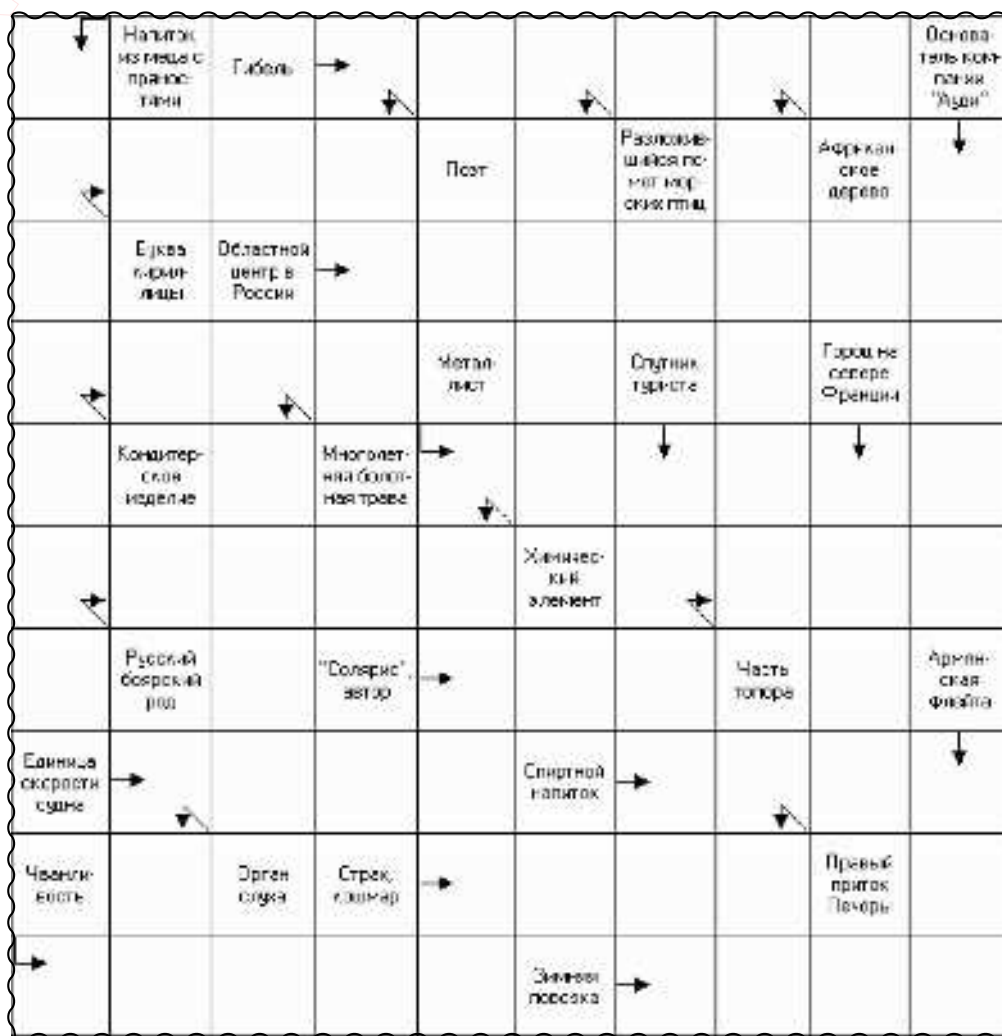 Напиток
из меда с
прянос-
тями
Гибель
Основа-
тель ком-
пании
"Ауди"
Поэт
Разложив-
шийся по-
мет мор-
ских птиц
Африкан-
ское
дерево
Буква
кирил-
лицы
Областной
центр в
России
Метал-
лист
Спутник
туриста
Город на
севере
Франции
Кондитер-
ское
изделие
Многолет-
няя болот-
ная трава
Химичес-
кий
элемент
Русский
боярский
род
"Солярис",
автор
Часть
топора
Армян-
ская
флейта
Единица
скорости
судна
Спиртной
напиток
Чванли-
вость
Орган
слуха
Страх,
кошмар
Правый
приток
Печоры
Зимняя
повозка